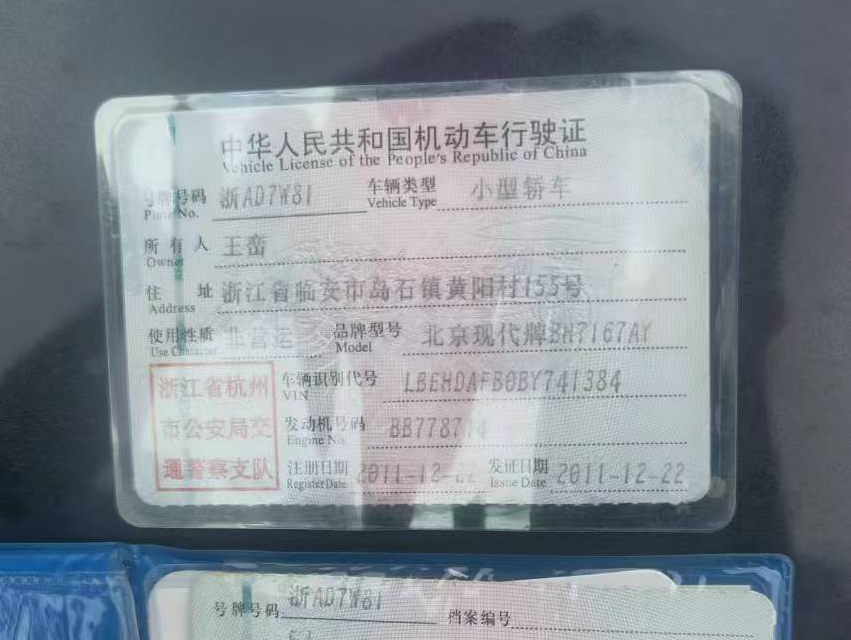 中华人民共和国机动车行驶证
Vehicle License of the People's Republic of China
号牌号码 浙AD7W81 车辆类型 小型轿车
Plate No. Vehicle Type
所有人 王峦
Owner
住址 浙江省临安市岛石镇黄阳村155号
Address
使用性质 非营运 品牌型号 北京现代牌BH7167AY
Use Character Model
浙江省杭州
市公安局交
通警察支队
车辆识别代号 LBEHDAFB0BY741384
VIN
发动机号码
Engine No.
注册日期 2011-12-22 发证日期 2011-12-22
Register Date Issue Date
号牌号码 浙AD7W81 档案编号